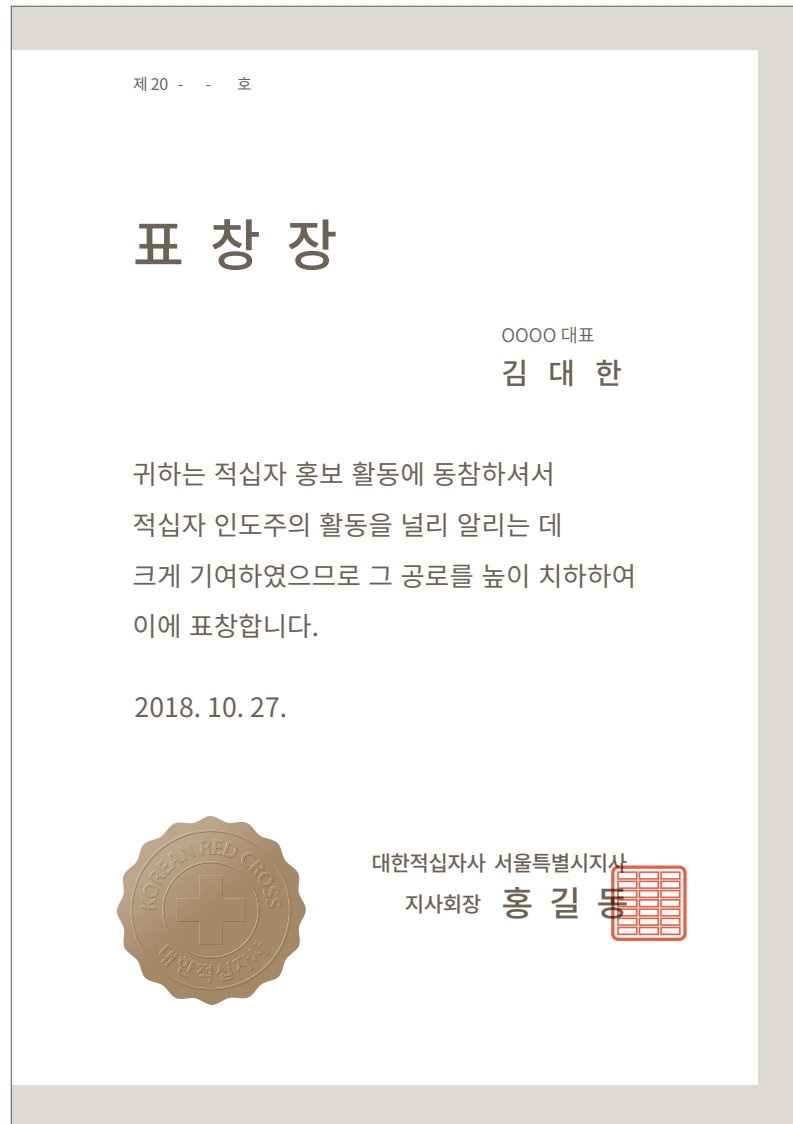 제 20 - - 호
표 창 장
OOOO 대표
김 대 한
귀하는 적십자 홍보 활동에 동참하셔서
적십자 인도주의 활동을 널리 알리는 데
크게 기여하였으므로 그 공로를 높이 치하하여
이에 표창합니다.
2018. 10. 27.
KOREAN RED CROSS
대한적십자사
대한적십자사 서울특별시지사
지사회장 홍 길 동